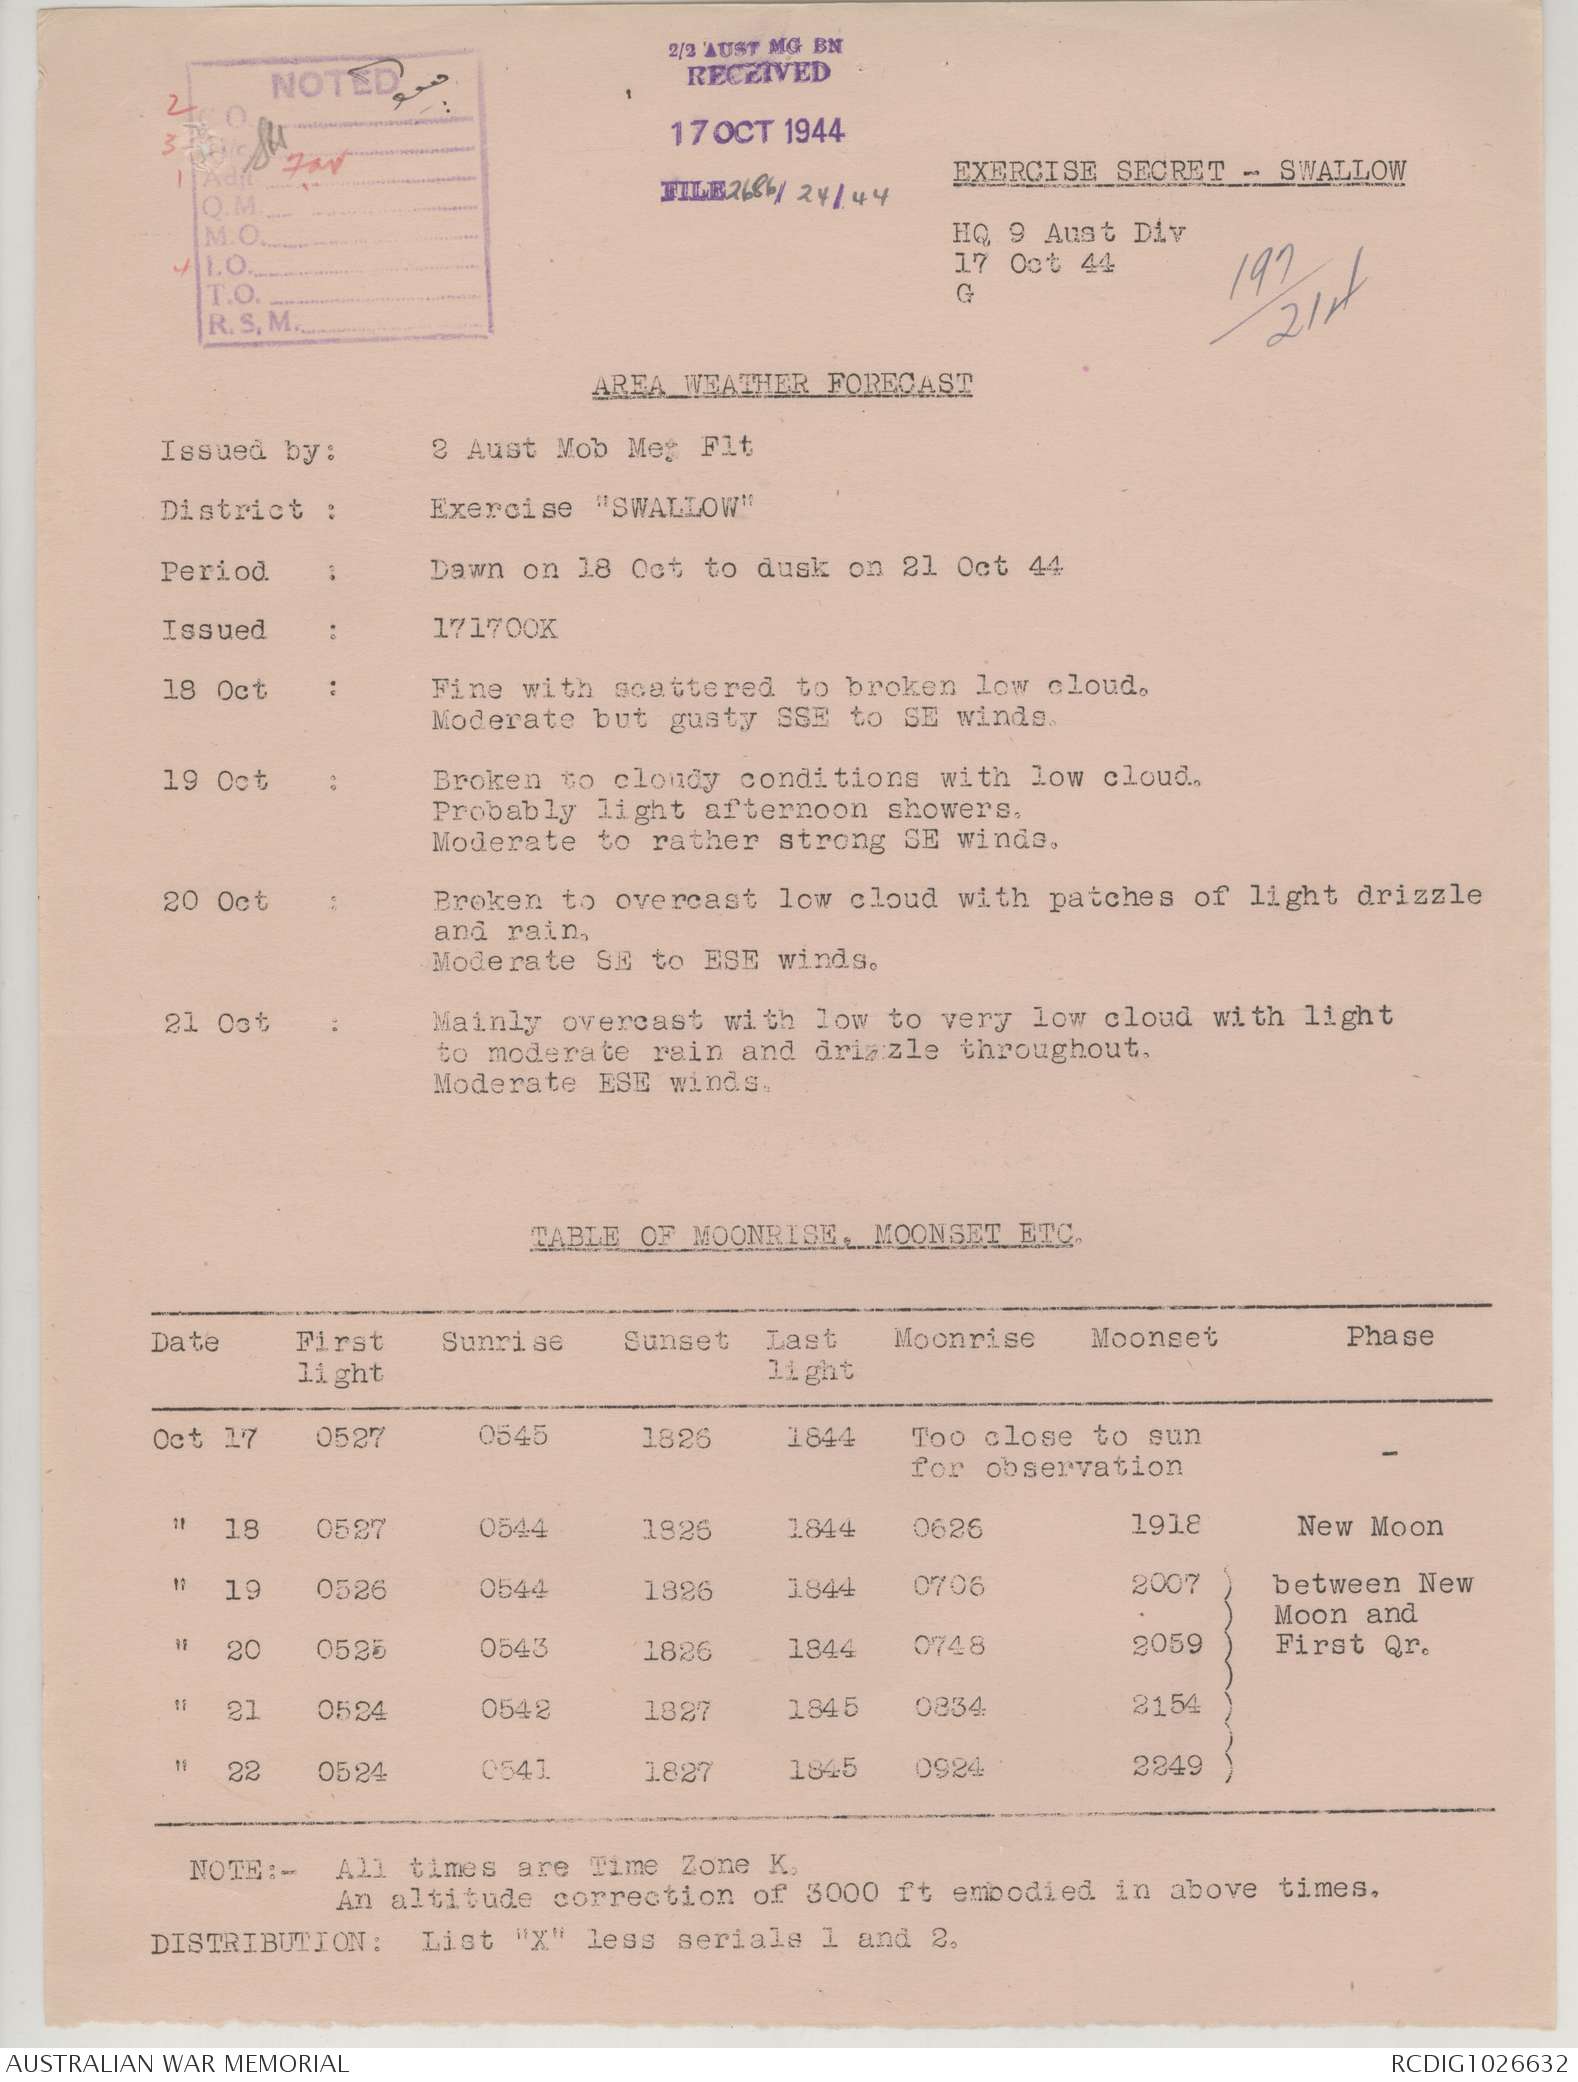 NOTED
C.O.
2
3
1
Adjt
Q.M.
M.O.
4 I.O.
T.O.
R.S.M.
2/2 AUST MG BN
RECEIVED
17 OCT 1944
FILE 2686/24/44
EXERCISE SECRET - SWALLOW
HQ 9 Aust Div
17 Oct 44
G
197/21A
AREA WEATHER FORECAST
Issued by: 2 Aust Mob Met Flt
District : Exercise "SWALLOW"
Period : Dawn on 18 Oct to dusk on 21 Oct 44
Issued : 171700K
18 Oct : Fine with scattered to broken low cloud.
Moderate but gusty SSE to SE winds.
19 Oct : Broken to cloudy conditions with low cloud.
Probably light afternoon showers.
Moderate to rather strong SE winds.
20 Oct : Broken to overcast low cloud with patches of light drizzle
and rain.
Moderate SE to ESE winds.
21 Oct : Mainly overcast with low to very low cloud with light
to moderate rain and drizzle throughout.
Moderate ESE winds.
TABLE OF MOONRISE, MOONSET ETC.
Date First Sunrise Sunset Last Moonrise Moonset Phase
light light
Oct 17 0527 0545 1826 1844 Too close to sun -
for observation
" 18 0527 0544 1826 1844 0626 1918 New Moon
" 19 0526 0544 1826 1844 0706 2007 ) between New
) Moon and
" 20 0525 0543 1826 1844 0748 2059 ) First Qr.
)
" 21 0524 0542 1827 1845 0834 2154 )
)
" 22 0524 0541 1827 1845 0924 2249 )
NOTE:- All times are Time Zone K.
An altitude correction of 3000 ft embodied in above times.
DISTRIBUTION: List "X" less serials 1 and 2.
AUSTRALIAN WAR MEMORIAL RCDIG1026632